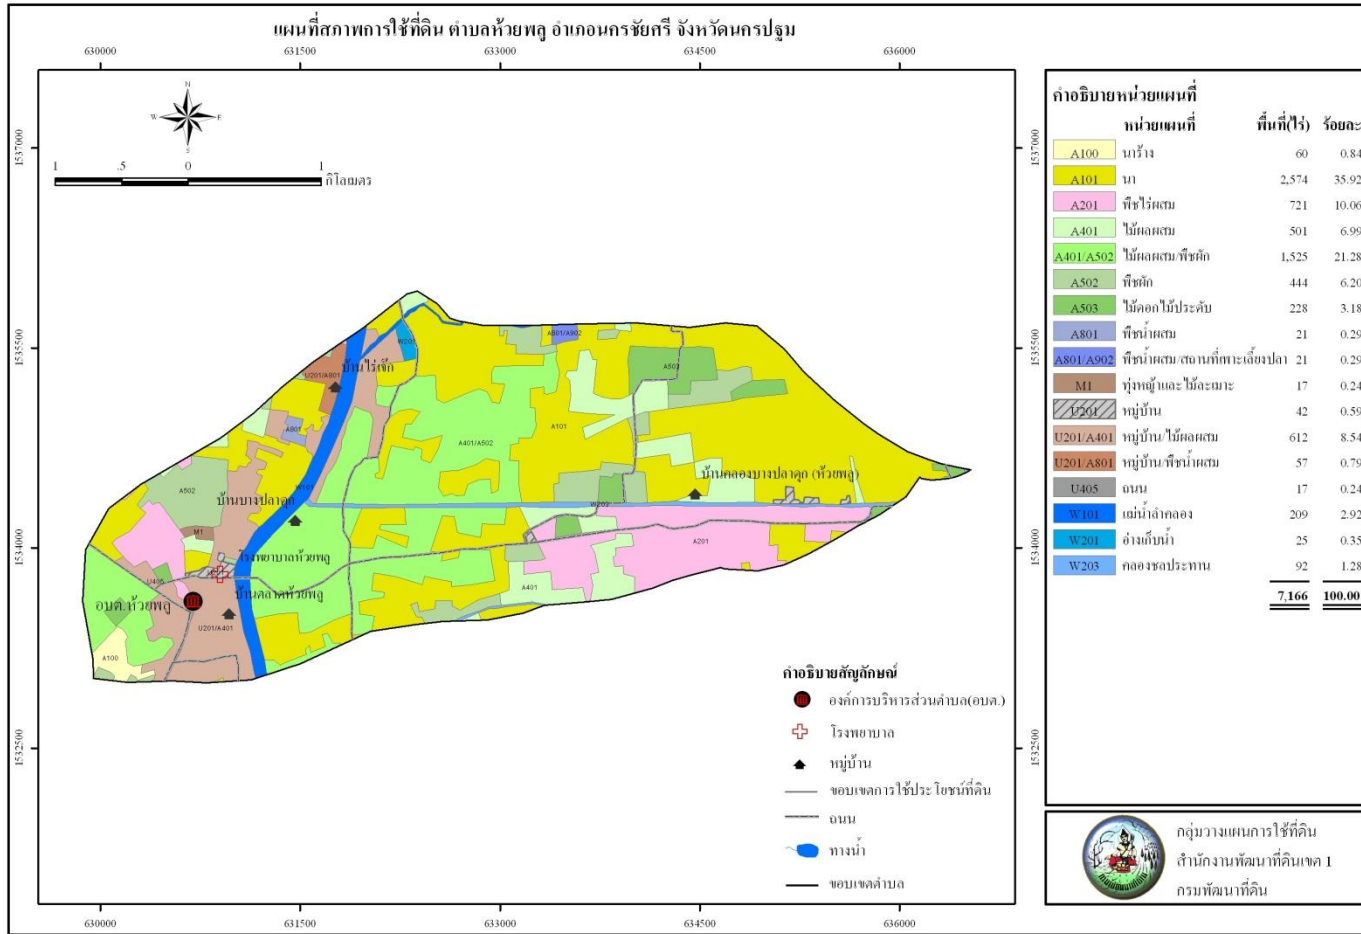 แผนที่สภาพการใช้ที่ดิน ตำบลห้วยพลู อำเภอนครชัยศรี จังหวัดนครปฐม
630000 631500 633000 634500 636000
N
W E
S
1 .5 0 1
กิโลเมตร
1537000 1537000
1535500 1535500
1534000 1534000
1532500 1532500
W201
A801/A902
บ้านไร่เจ๊ก
U201/A801
A503
A801
A401/A502
A101
บ้านคลองบางปลาดุก (ห้วยพลู)
A502
W101
บ้านบางปลาดุก
W203
M1
A201
โรงพยาบาลห้วยพลู
U405
A401
บ้านตลาดห้วยพลู
อบต.ห้วยพลู
U201/A401
A100
คำอธิบายสัญลักษณ์
องค์การบริหารส่วนตำบล(อบต.)
โรงพยาบาล
หมู่บ้าน
ขอบเขตการใช้ประโยชน์ที่ดิน
ถนน
ทางน้ำ
ขอบเขตตำบล
630000 631500 633000 634500 636000
คำอธิบายหน่วยแผนที่
หน่วยแผนที่ พื้นที่(ไร่) ร้อยละ
A100 นาร้าง 60 0.84
A101 นา 2,574 35.92
A201 พืชไร่ผสม 721 10.06
A401 ไม้ผลผสม 501 6.99
A401/A502 ไม้ผลผสม/พืชผัก 1,525 21.28
A502 พืชผัก 444 6.20
A503 ไม้ดอกไม้ประดับ 228 3.18
A801 พืชน้ำผสม 21 0.29
A801/A902 พืชน้ำผสม/สถานที่เพาะเลี้ยงปลา 21 0.29
M1 ทุ่งหญ้าและไม้ละเมาะ 17 0.24
U201 หมู่บ้าน 42 0.59
U201/A401 หมู่บ้าน/ไม้ผลผสม 612 8.54
U201/A801 หมู่บ้าน/พืชน้ำผสม 57 0.79
U405 ถนน 17 0.24
W101 แม่น้ำลำคลอง 209 2.92
W201 อ่างเก็บน้ำ 25 0.35
W203 คลองชลประทาน 92 1.28
7,166 100.00
กลุ่มวางแผนการใช้ที่ดิน
สำนักงานพัฒนาที่ดินเขต 1
กรมพัฒนาที่ดิน